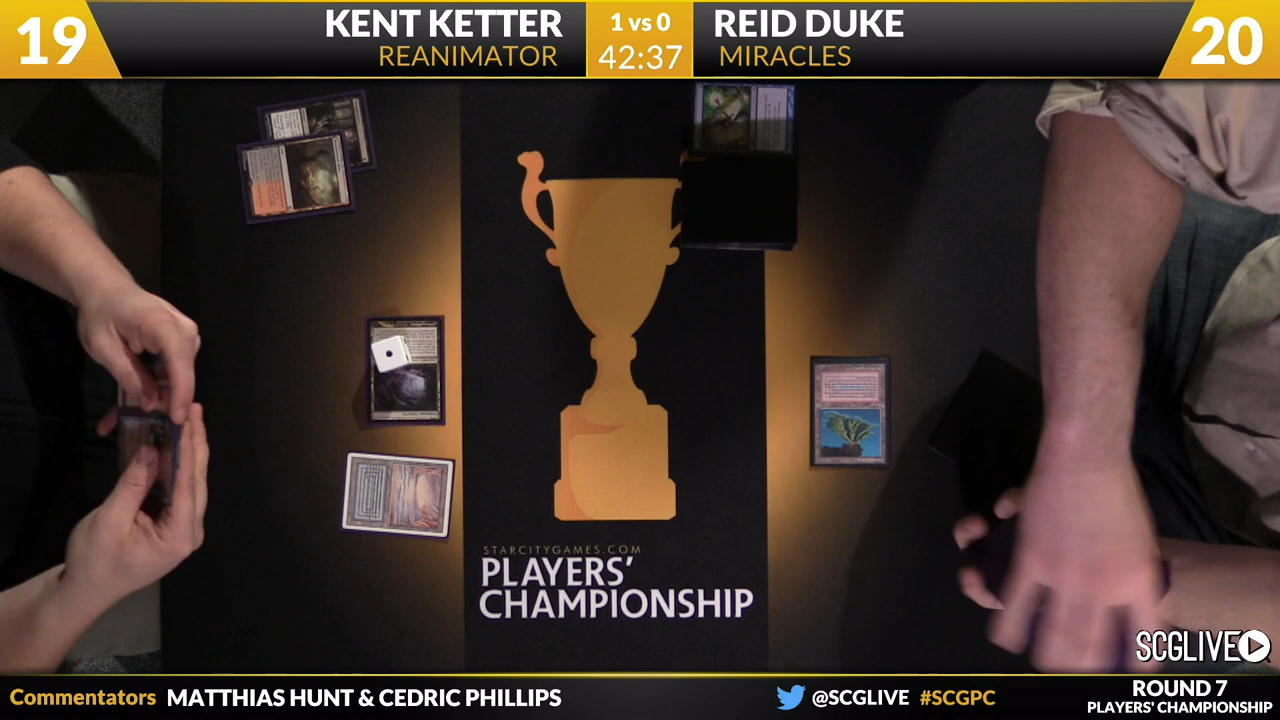 19
KENT KETTER
REANIMATOR
1 vs 0
42:37
REID DUKE
MIRACLES
20
STARCITYGAMES.COM
PLAYERS'
CHAMPIONSHIP
SCGLIVE
Commentators MATTHIAS HUNT & CEDRIC PHILLIPS
@SCGLIVE #SCGPC
ROUND 7
PLAYERS' CHAMPIONSHIP